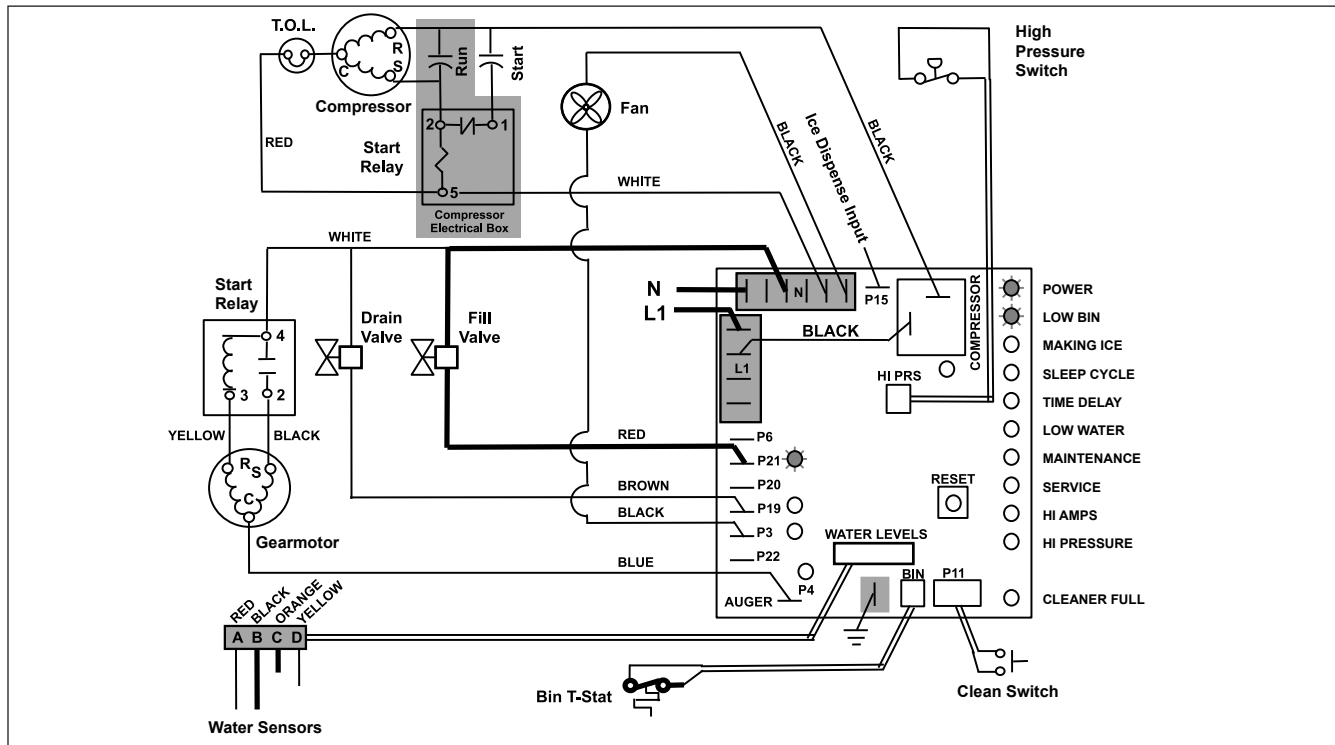 T.O.L.
R
S
C
Compressor
Run
Start
High
Pressure
Switch
Fan
2
1
RED
Start
Relay
BLACK
Ice Dispense Input
BLACK
5
WHITE
Compressor
Electrical Box
WHITE
Start
Relay
4
3
2
Drain
Valve
Fill
Valve
N
N
L1
L1
BLACK
P15
COMPRESSOR
HI PRS
POWER
LOW BIN
MAKING ICE
SLEEP CYCLE
TIME DELAY
LOW WATER
MAINTENANCE
SERVICE
HI AMPS
HI PRESSURE
CLEANER FULL
YELLOW
BLACK
R
S
C
Gearmotor
RED
P6
P21
P20
BROWN
P19
BLACK
P3
P22
BLUE
P4
AUGER
RESET
WATER LEVELS
BIN
P11
RED
BLACK
ORANGE
YELLOW
A B C D
Water Sensors
Bin T-Stat
Clean Switch